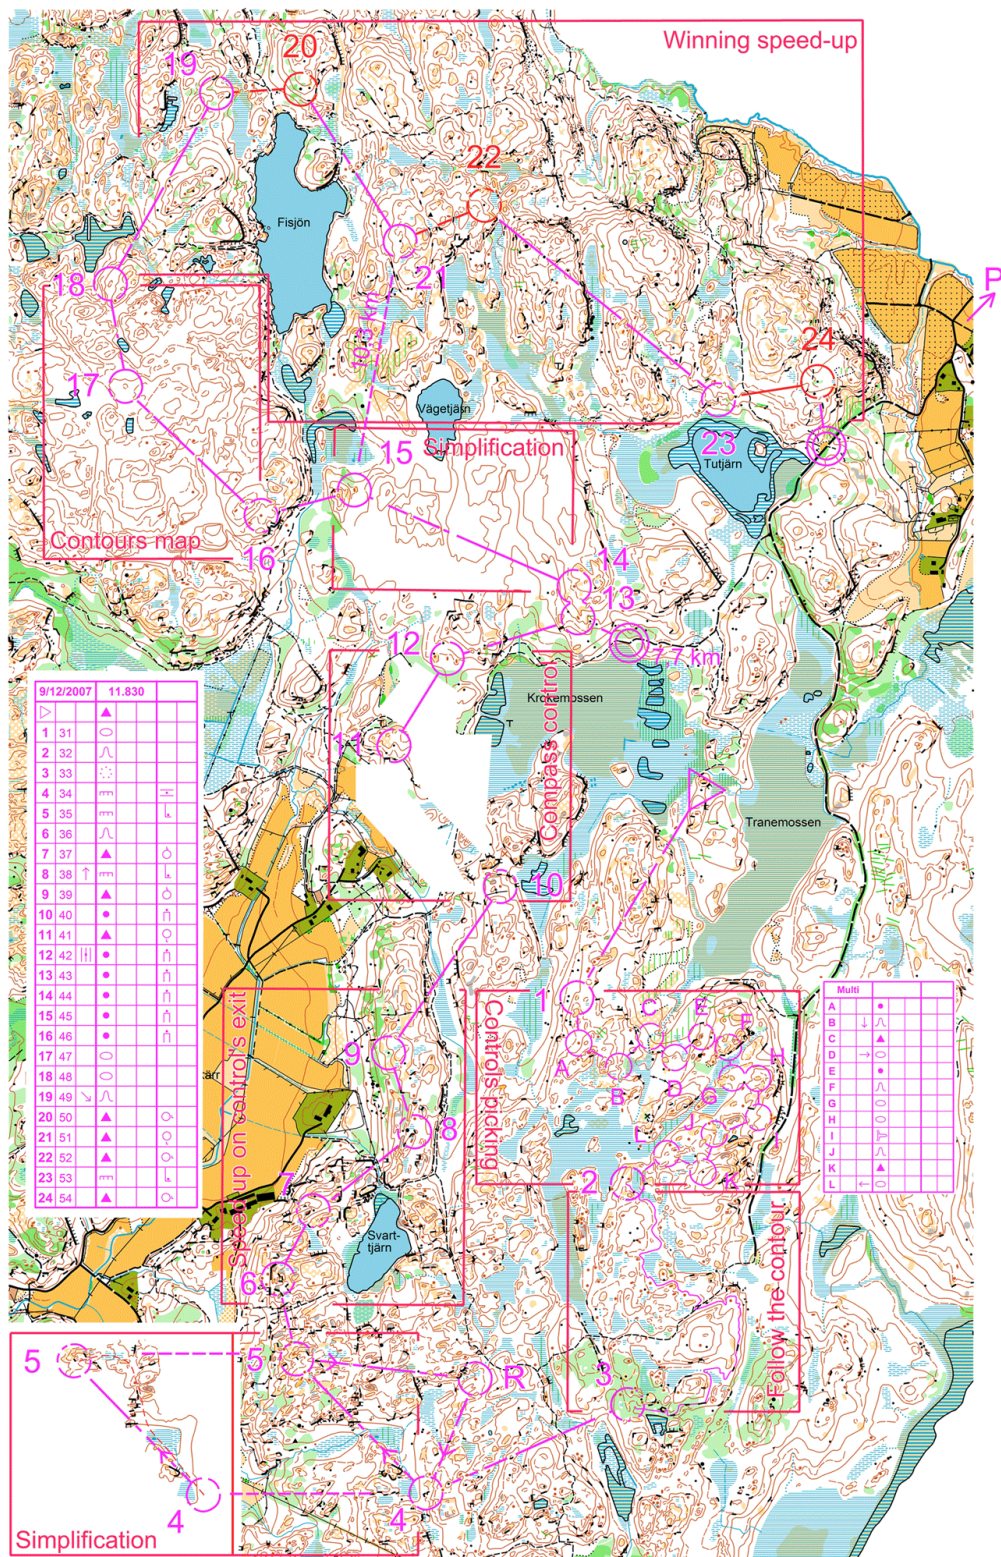 Winning speed-up
20
19
22
Fisjön
21
18
P
10.3 km
24
17
Vägetjärn
23
Tutjärn
15
Simplification
Contours map
16
14
13
12
7.7 km
Krokemossen
11
Compass control
Tranemossen
10
9/12/2007 11.830
1 31
2 32
3 33
4 34
5 35
6 36
7 37
8 38
9 39
10 40
11 41
12 42
13 43
14 44
15 45
16 46
17 47
18 48
19 49
20 50
21 51
22 52
23 53
24 54
Speed up on control's exit
Controls picking
1
C
F
E
A
B
D
G
H
I
J
L
K
2
9
8
7
Svart-
tjärn
6
Multi
A
B
C
D
E
F
G
H
I
J
K
L
Follow the contour
3
5
5
R
4
4
Simplification